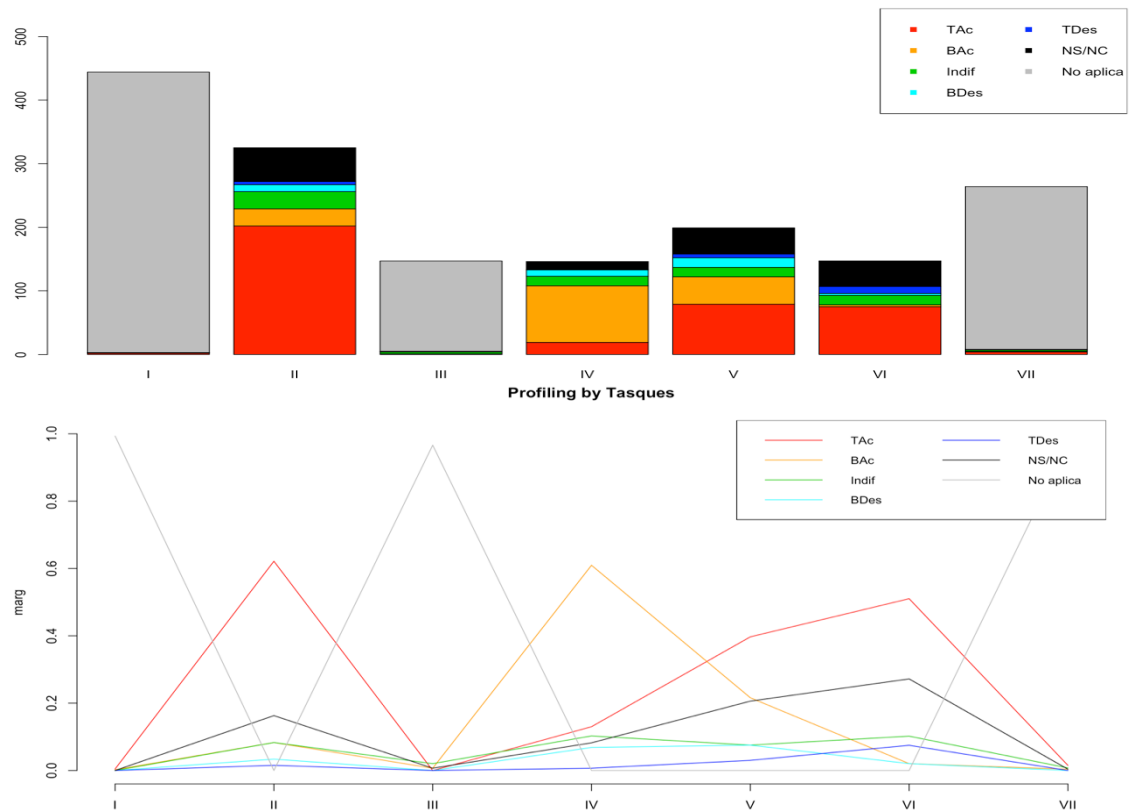 TAc TDes
BAc NS/NC
Indif No aplica
BDes
500
400
300
200
100
0
I II III IV V VI VII
Profiling by Tasques
TAc TDes
BAc NS/NC
Indif No aplica
BDes
1.0
0.8
0.6
0.4
0.2
0.0
marg
I II III IV V VI VII